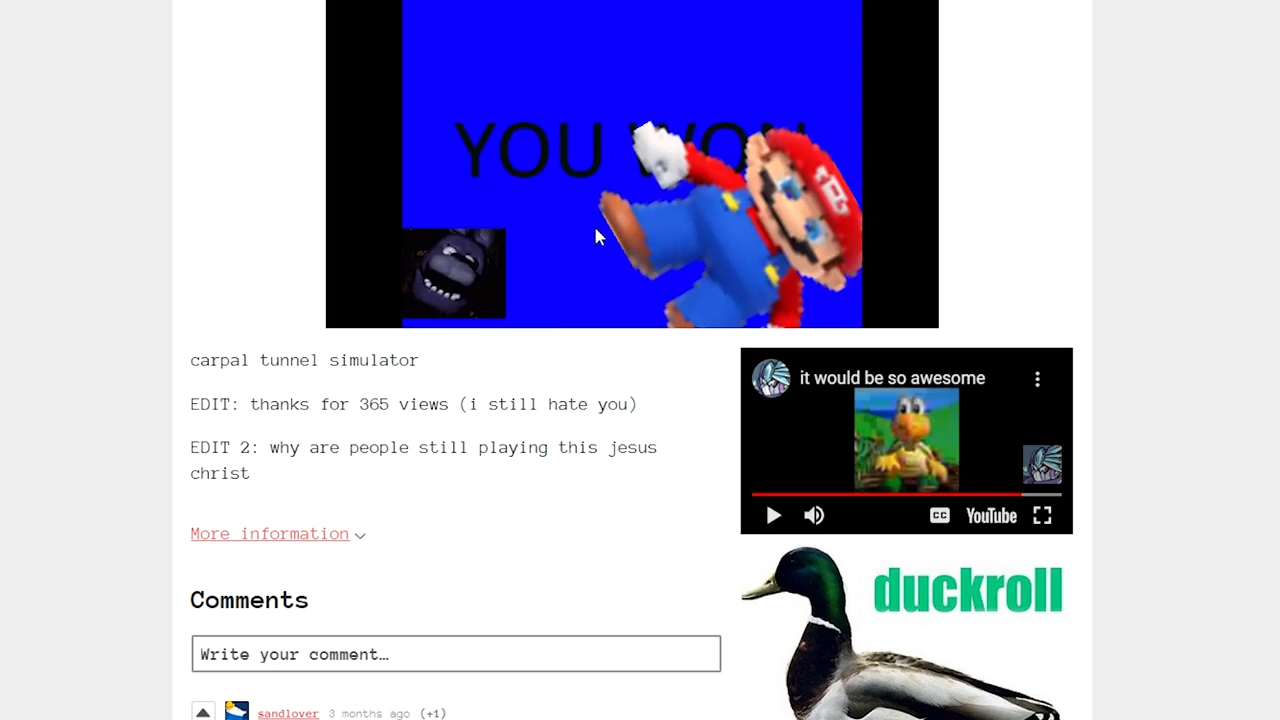 YOU WON
carpal tunnel simulator
EDIT: thanks for 365 views (i still hate you)
EDIT 2: why are people still playing this jesus
christ
More information
Comments
Write your comment…
sandlover 3 months ago (+1)
it would be so awesome
CC YouTube
duckroll